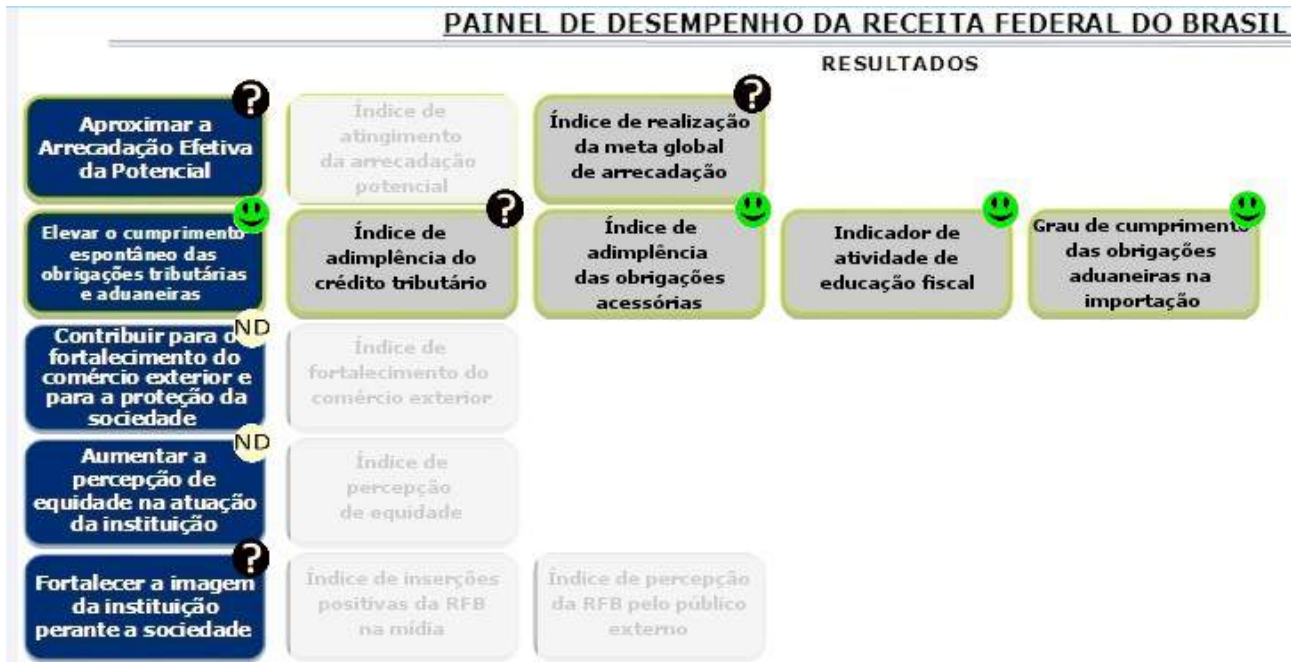 PAINEL DE DESEMPENHO DA RECEITA FEDERAL DO BRASIL
RESULTADOS
?
Aproximar a
Arrecadação Efetiva
da Potencial
Índice de
atingimento
da arrecadação
potencial
?
Índice de realização
da meta global
de arrecadação
Elevar o cumprimento
espontâneo das
obrigações tributárias
e aduaneiras
?
Índice de
adimplência do
crédito tributário
Índice de
adimplência
das obrigações
acessórias
Indicador de
atividade de
educação fiscal
Grau de cumprimento
das obrigações
aduaneiras na
importação
ND
Contribuir para o
fortalecimento do
comércio exterior e
para a proteção da
sociedade
Índice de
fortalecimento do
comércio exterior
ND
Aumentar a
percepção de
equidade na atuação
da instituição
Índice de
percepção
de equidade
?
Fortalecer a imagem
da instituição
perante a sociedade
Índice de inserções
positivas da RFB
na mídia
Índice de percepção
da RFB pelo público
externo